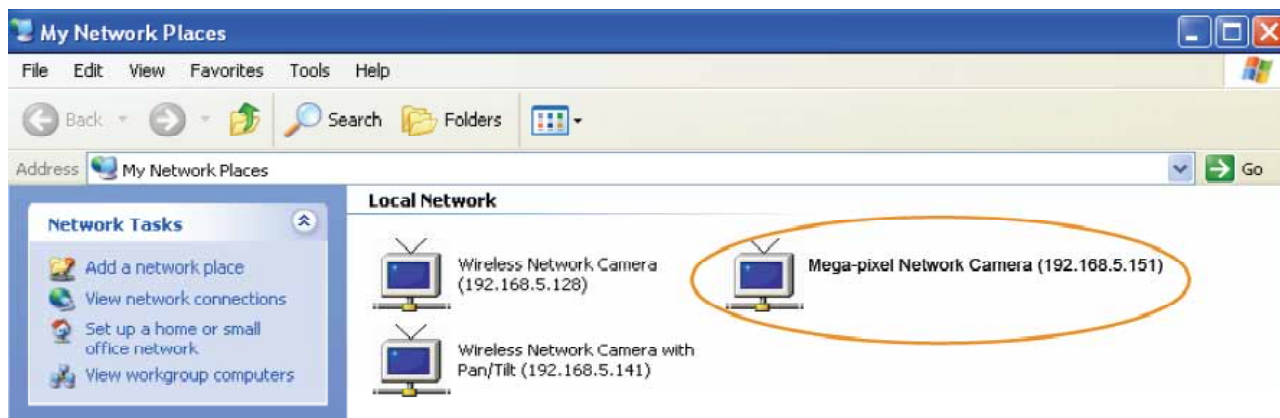 My Network Places
File Edit View Favorites Tools Help
Back Search Folders
Address My Network Places Go
Network Tasks
Add a network place
View network connections
Set up a home or small
office network
View workgroup computers
Local Network
Wireless Network Camera
(192.168.5.128)
Mega-pixel Network Camera (192.168.5.151)
Wireless Network Camera with
Pan/Tilt (192.168.5.141)